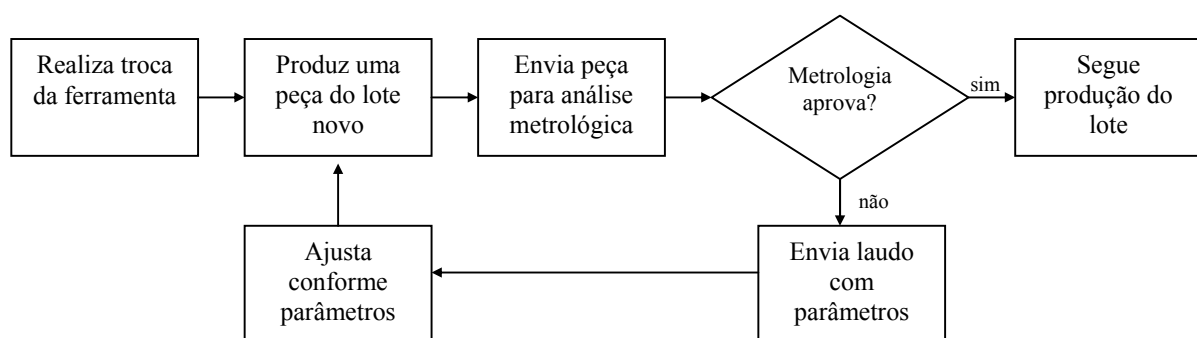 Realiza troca
da ferramenta
Produz uma
peça do lote
novo
Envia peça
para análise
metrológica
Metrologia
aprova?
sim
Segue
produção do
lote
não
Ajusta
conforme
parâmetros
Envia laudo
com
parâmetros